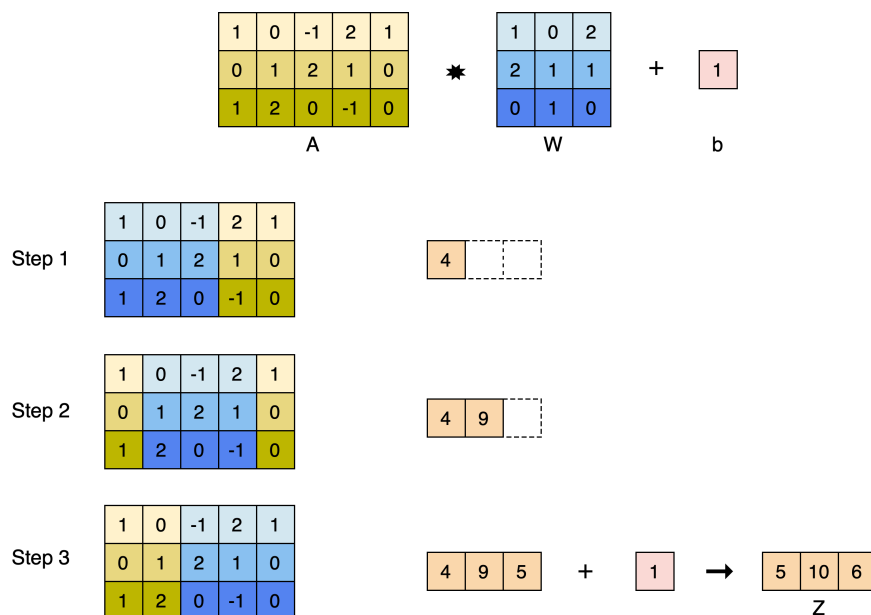 1 0 -1 2 1 1 0 2
0 1 2 1 0 * 2 1 1 + 1
1 2 0 -1 0 0 1 0
A W b
1 0 -1 2 1
Step 1 0 1 2 1 0 4
1 2 0 -1 0
1 0 -1 2 1
Step 2 0 1 2 1 0 4 9
1 2 0 -1 0
1 0 -1 2 1
Step 3 0 1 2 1 0 4 9 5 + 1 → 5 10 6
1 2 0 -1 0 Z